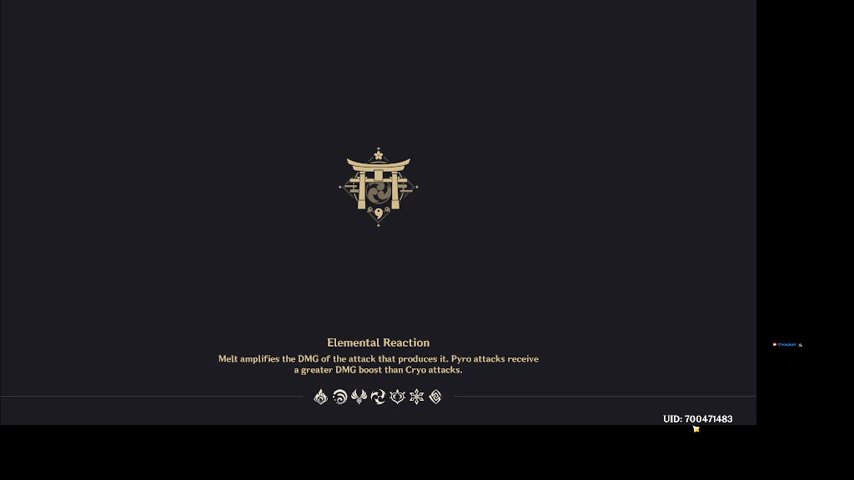 Elemental Reaction
Melt amplifies the DMG of the attack that produces it. Pyro attacks receive
a greater DMG boost than Cryo attacks.
UID: 700471483